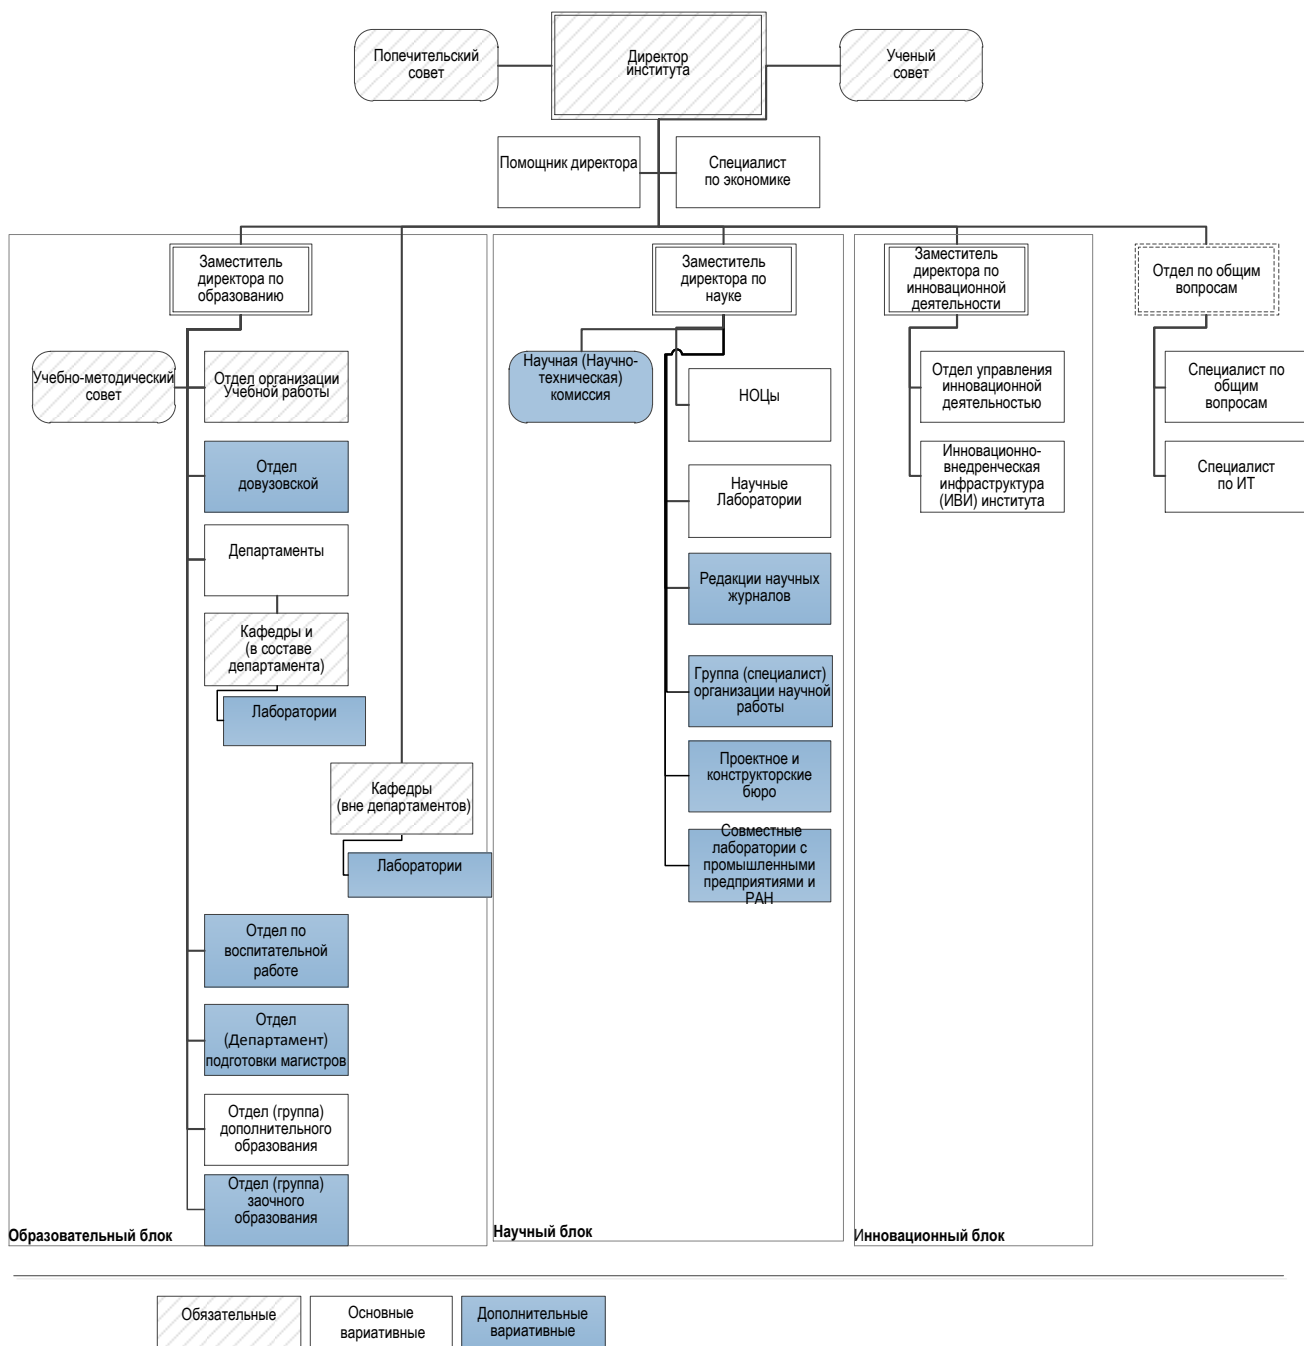 Попечительский
совет
Директор
института
Ученый
совет
Помощник директора
Специалист
по экономике
Заместитель
директора по
образованию
Заместитель
директора по
науке
Заместитель
директора по
инновационной
деятельности
Отдел по общим
вопросам
Учебно-методический
совет
Отдел организации
Учебной работы
Научная (Научно-
техническая)
комиссия
НОЦы
Отдел управления
инновационной
деятельностью
Специалист по
общим
вопросам
Отдел
довузовской
Научные
Лаборатории
Инновационно-
внедренческая
инфраструктура
(ИВИ) института
Специалист
по ИТ
Департаменты
Редакции научных
журналов
Кафедры и
(в составе
департамента)
Группа (специалист)
организации научной
работы
Лаборатории
Проектное и
конструкторские
бюро
Кафедры
(вне департаментов)
Совместные
лаборатории с
промышленными
предприятиями и
РАН
Лаборатории
Отдел по
воспитательной
работе
Отдел
(Департамент)
подготовки магистров
Отдел (группа)
дополнительного
образования
Отдел (группа)
заочного
образования
Образовательный блок
Научный блок
Инновационный блок
Обязательные
Основные
вариативные
Дополнительные
вариативные